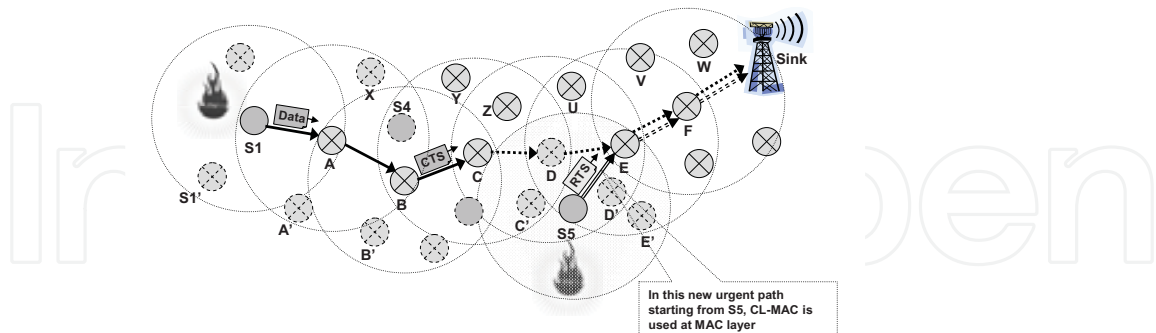 Sink
V
W
X
Y
Z
U
S4
F
Data
S1
A
CTS
C
D
E
RTS
B
S1'
A'
B'
C'
S5
D'
E'
In this new urgent path
starting from S5, CL-MAC is
used at MAC layer